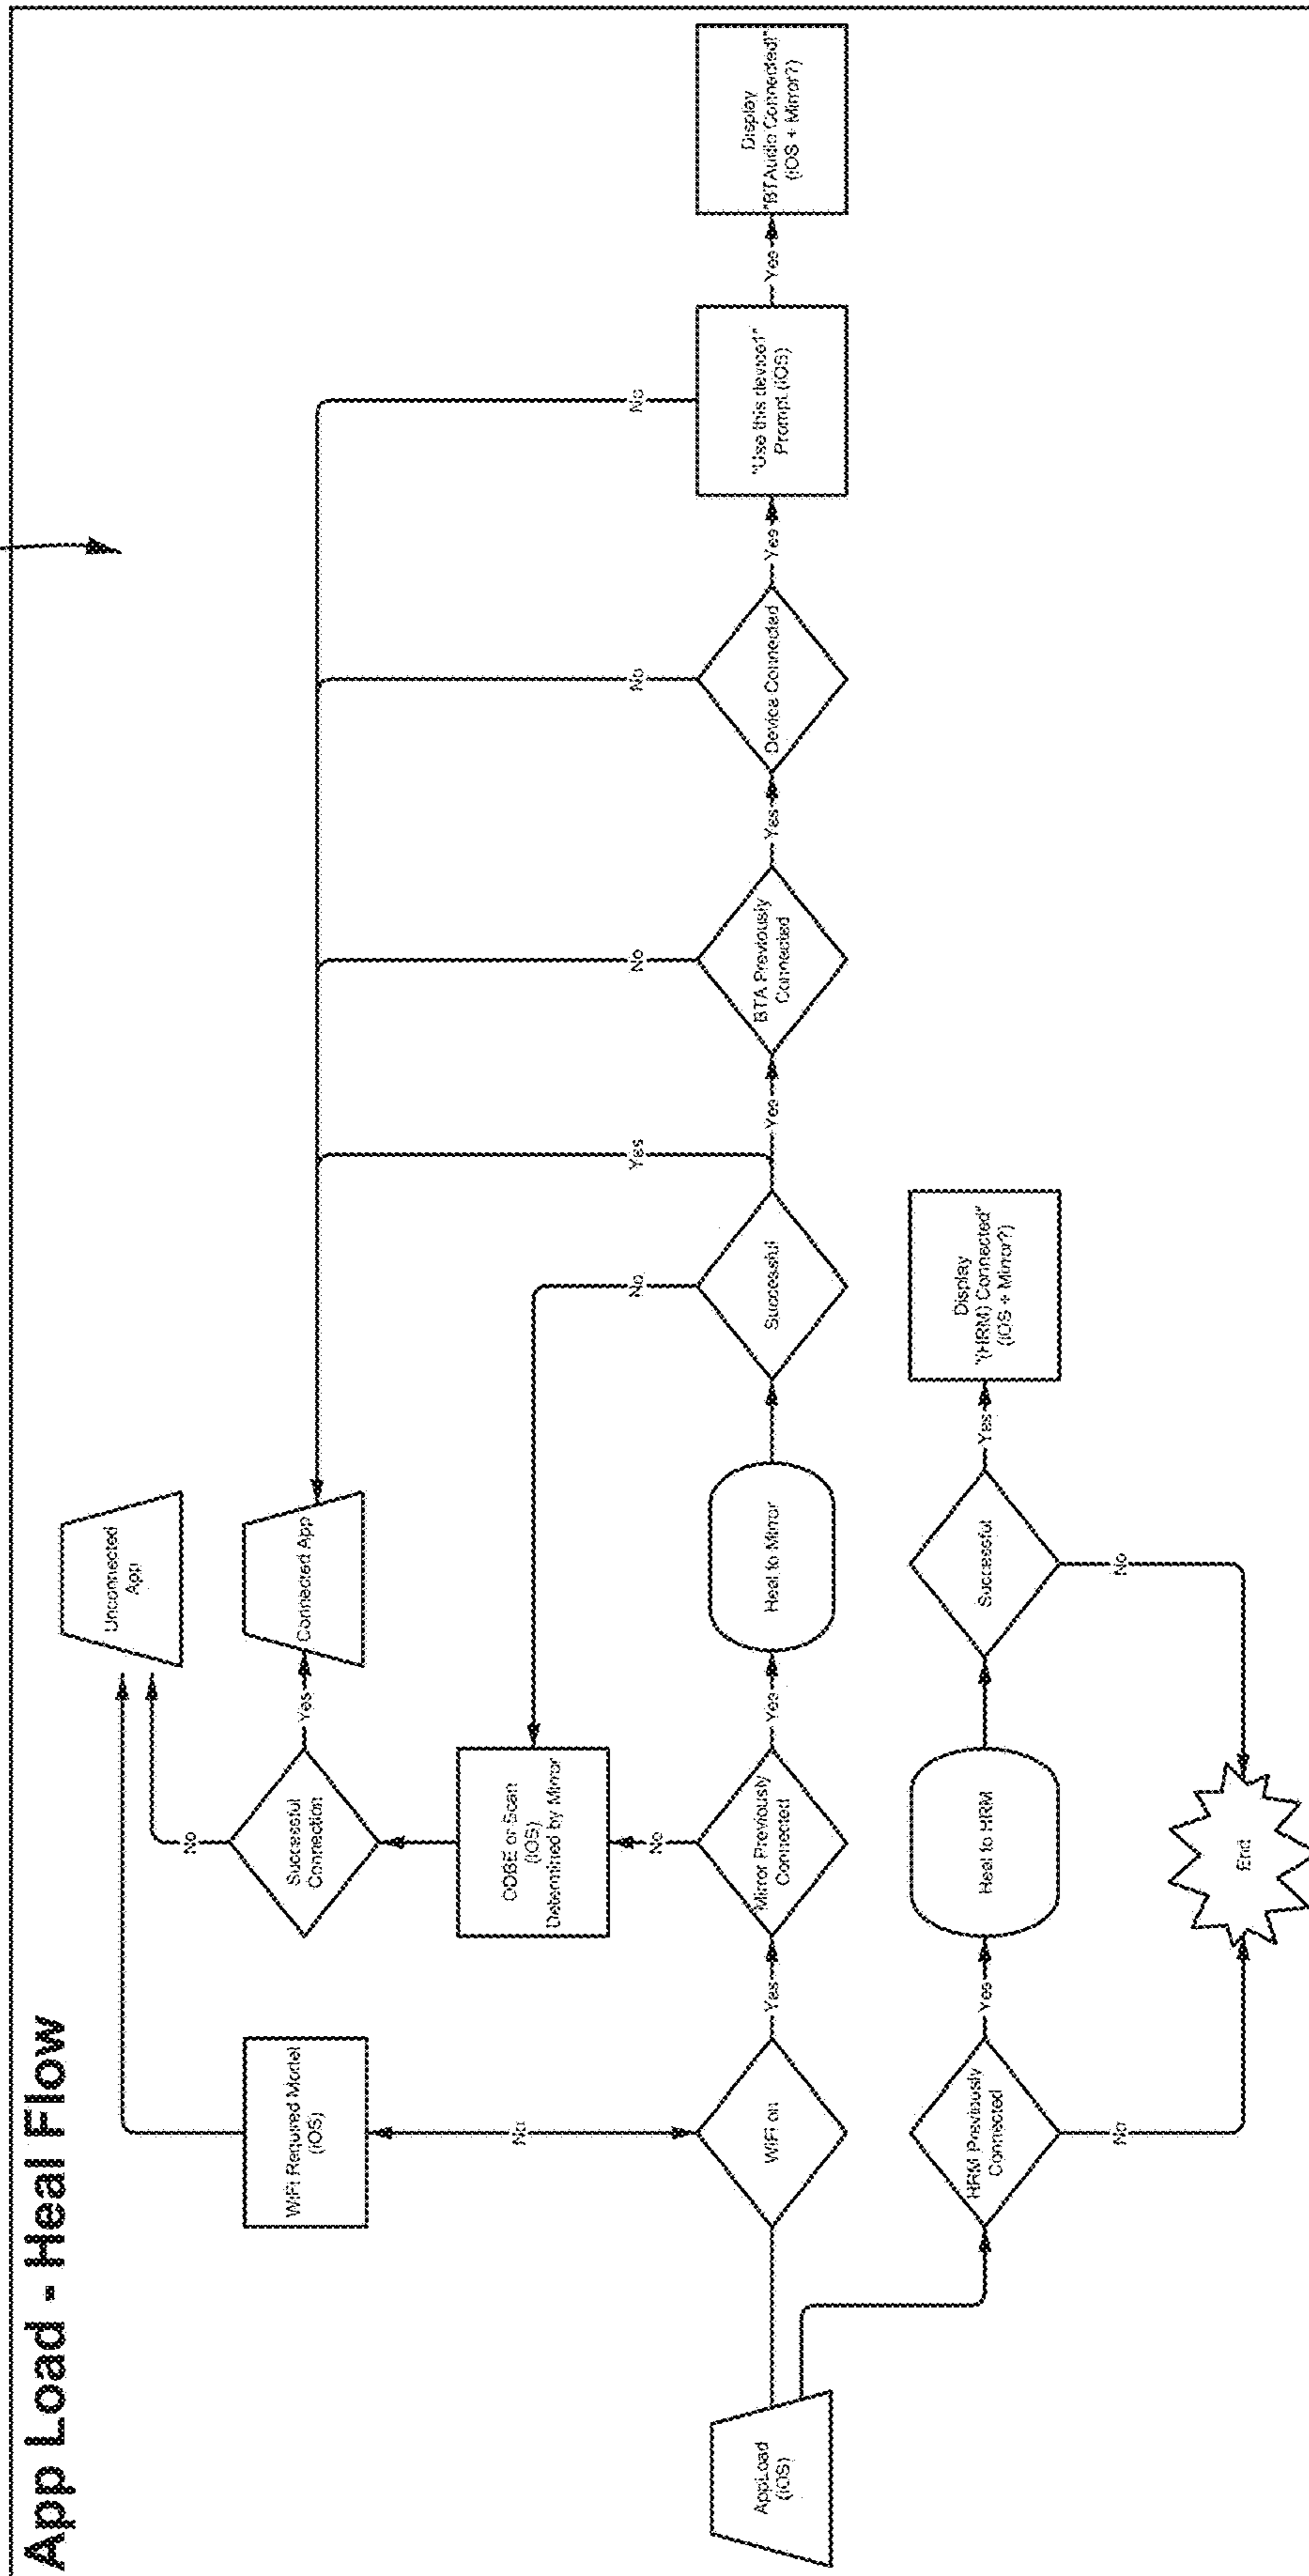 App Load - Heal Flow
AppLoad
(iOS)
WiFi Required Model
(iOS)
No
WiFi on
Yes
HRM Previously
Connected
No
Yes
Unconnected
App
No
Successful
Connection
Yes
Connected App
OOBE or Scan
(iOS)
Determined by Mirror
No
Mirror Previously
Connected
Yes
Heal to Mirror
Heal to HRM
End
No
Successful
Yes
Display
"(HRM) Connected"
(iOS + Mirror?)
No
Successful
Yes
Yes
No
BTA Previously
Connected
Yes
No
Device Connected
Yes
No
"Use this device!"
Prompt (iOS)
Yes
Display
"BTAudio Connected!"
(iOS + Mirror?)